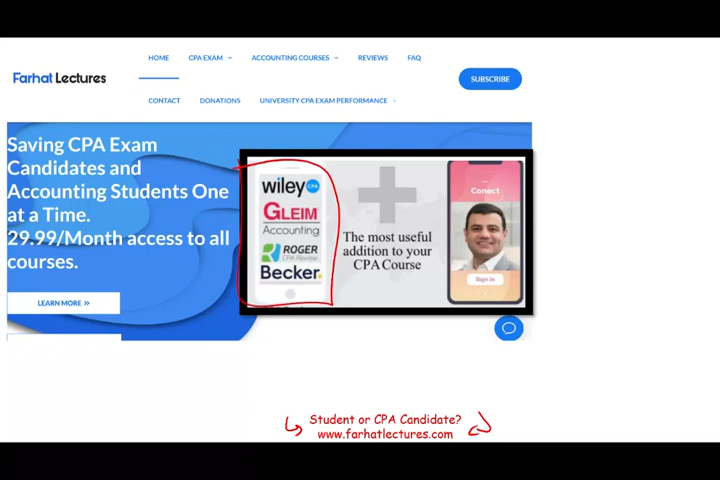 HOME
CPA EXAM
ACCOUNTING COURSES
REVIEWS
FAQ
Farhat Lectures
SUBSCRIBE
CONTACT
DONATIONS
UNIVERSITY CPA EXAM PERFORMANCE
Saving CPA Exam
Candidates and
Accounting Students One
at a Time.
29.99/Month access to all
courses.
LEARN MORE »
wiley CPA
GLEIM
Accounting
ROGER
CPA Review
Becker.
The most useful
addition to your
CPA Course
Conect
Sign in
Student or CPA Candidate?
www.farhatlectures.com